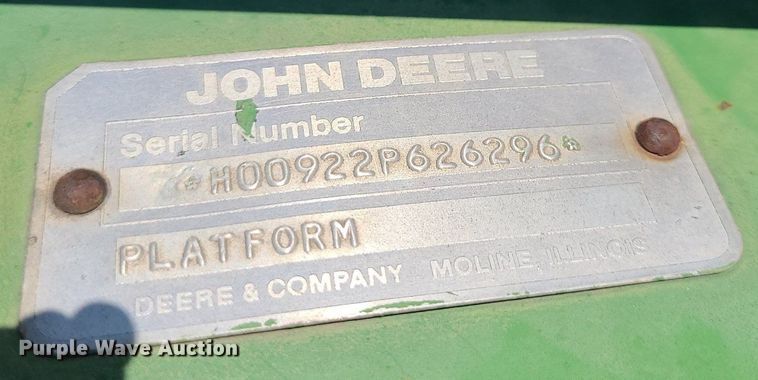 JOHN DEERE
Serial Number
*H00922P626296*
PLATFORM
DEERE & COMPANY MOLINE, ILLINOIS
Purple Wave Auction